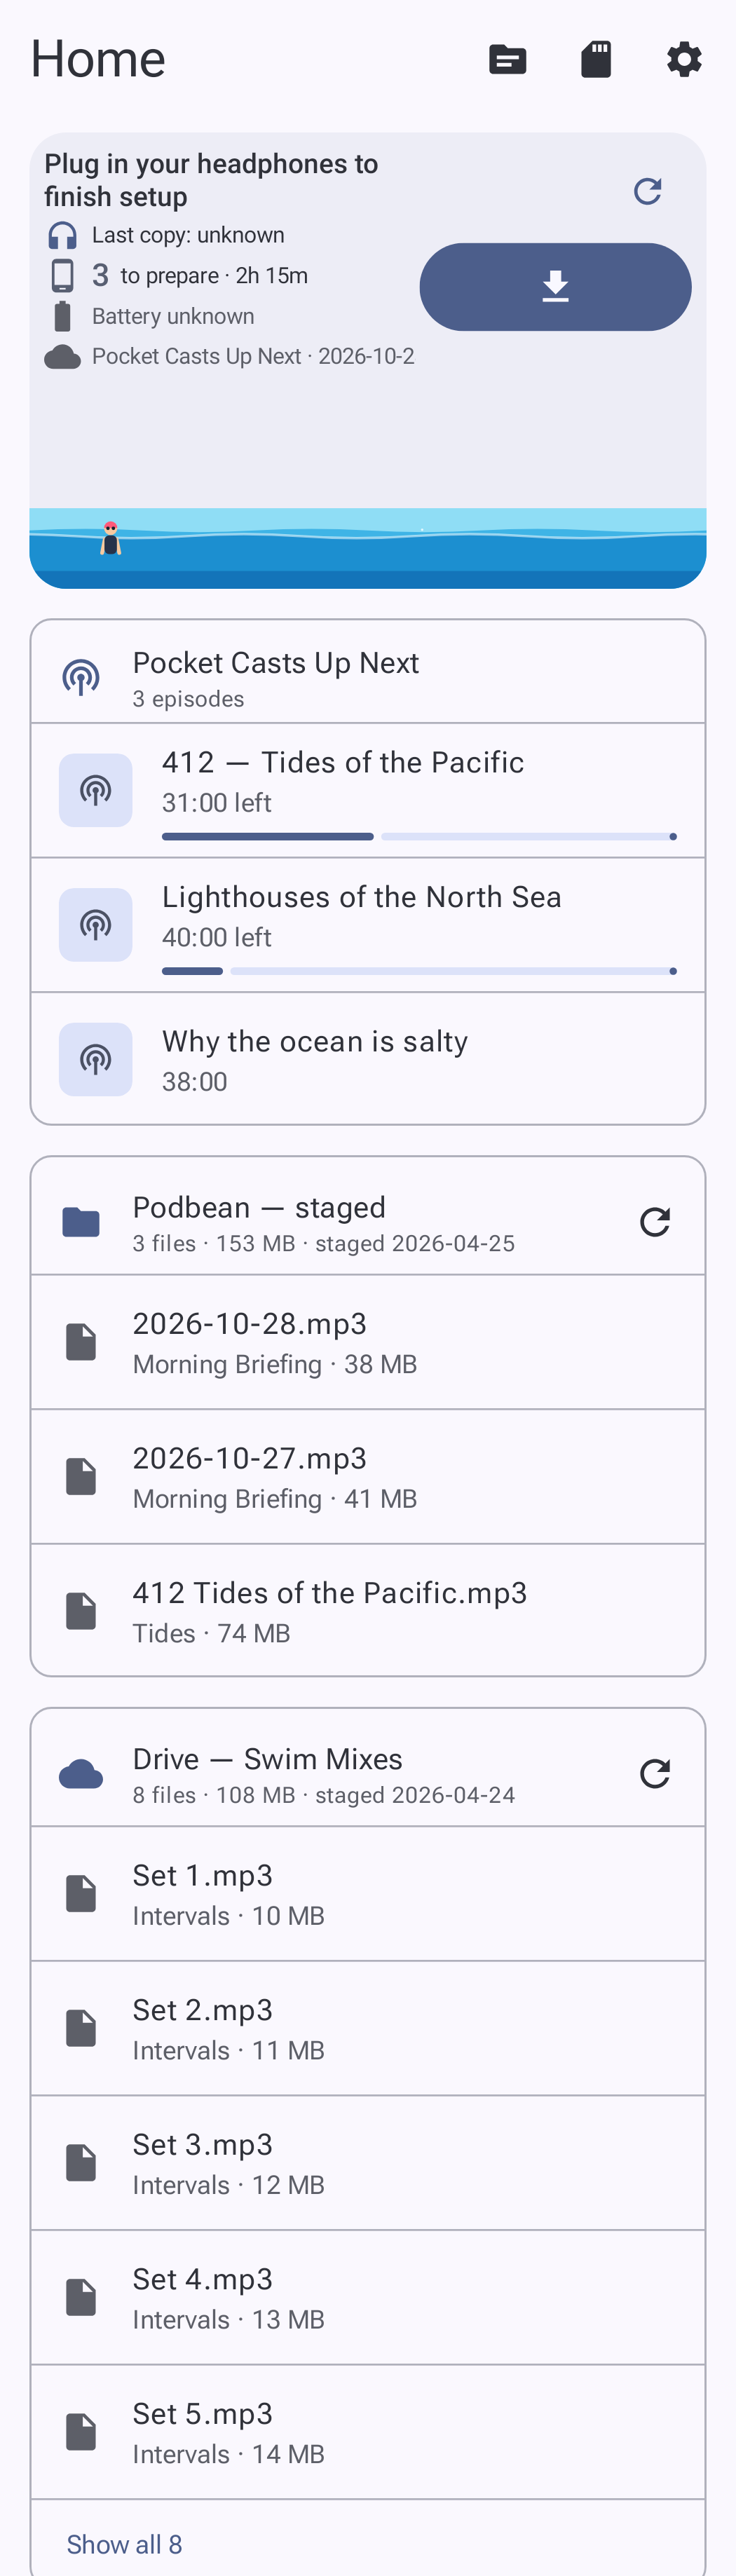 Home
Plug in your headphones to
finish setup
Last copy: unknown
3 to prepare · 2h 15m
Battery unknown
Pocket Casts Up Next · 2026-10-2
Pocket Casts Up Next
3 episodes
412 — Tides of the Pacific
31:00 left
Lighthouses of the North Sea
40:00 left
Why the ocean is salty
38:00
Podbean — staged
3 files · 153 MB · staged 2026-04-25
2026-10-28.mp3
Morning Briefing · 38 MB
2026-10-27.mp3
Morning Briefing · 41 MB
412 Tides of the Pacific.mp3
Tides · 74 MB
Drive — Swim Mixes
8 files · 108 MB · staged 2026-04-24
Set 1.mp3
Intervals · 10 MB
Set 2.mp3
Intervals · 11 MB
Set 3.mp3
Intervals · 12 MB
Set 4.mp3
Intervals · 13 MB
Set 5.mp3
Intervals · 14 MB
Show all 8